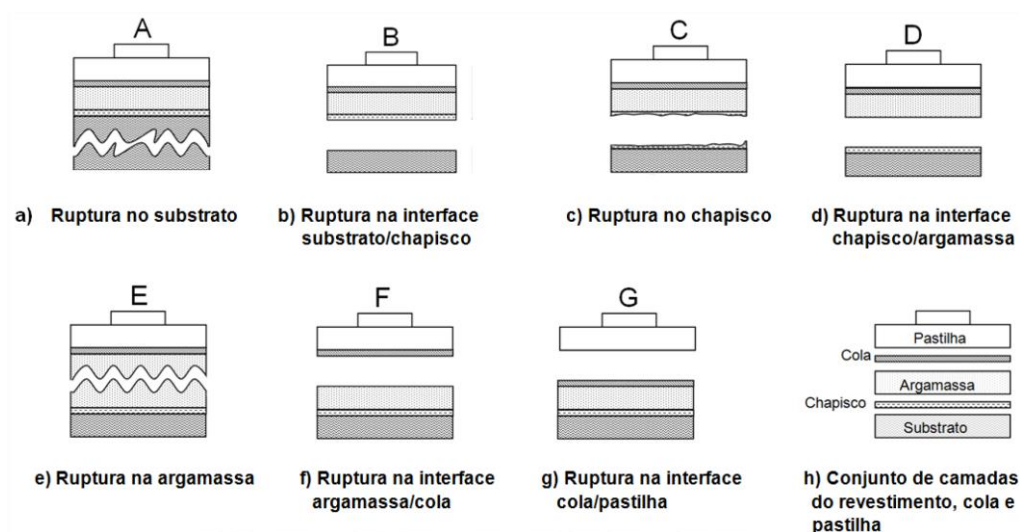 A
B
C
D
a) Ruptura no substrato
b) Ruptura na interface
substrato/chapisco
c) Ruptura no chapisco
d) Ruptura na interface
chapisco/argamassa
E
F
G
Pastilha
Cola
Argamassa
Chapisco
Substrato
e) Ruptura na argamassa
f) Ruptura na interface
argamassa/cola
g) Ruptura na interface
cola/pastilha
h) Conjunto de camadas
do revestimento, cola e
pastilha